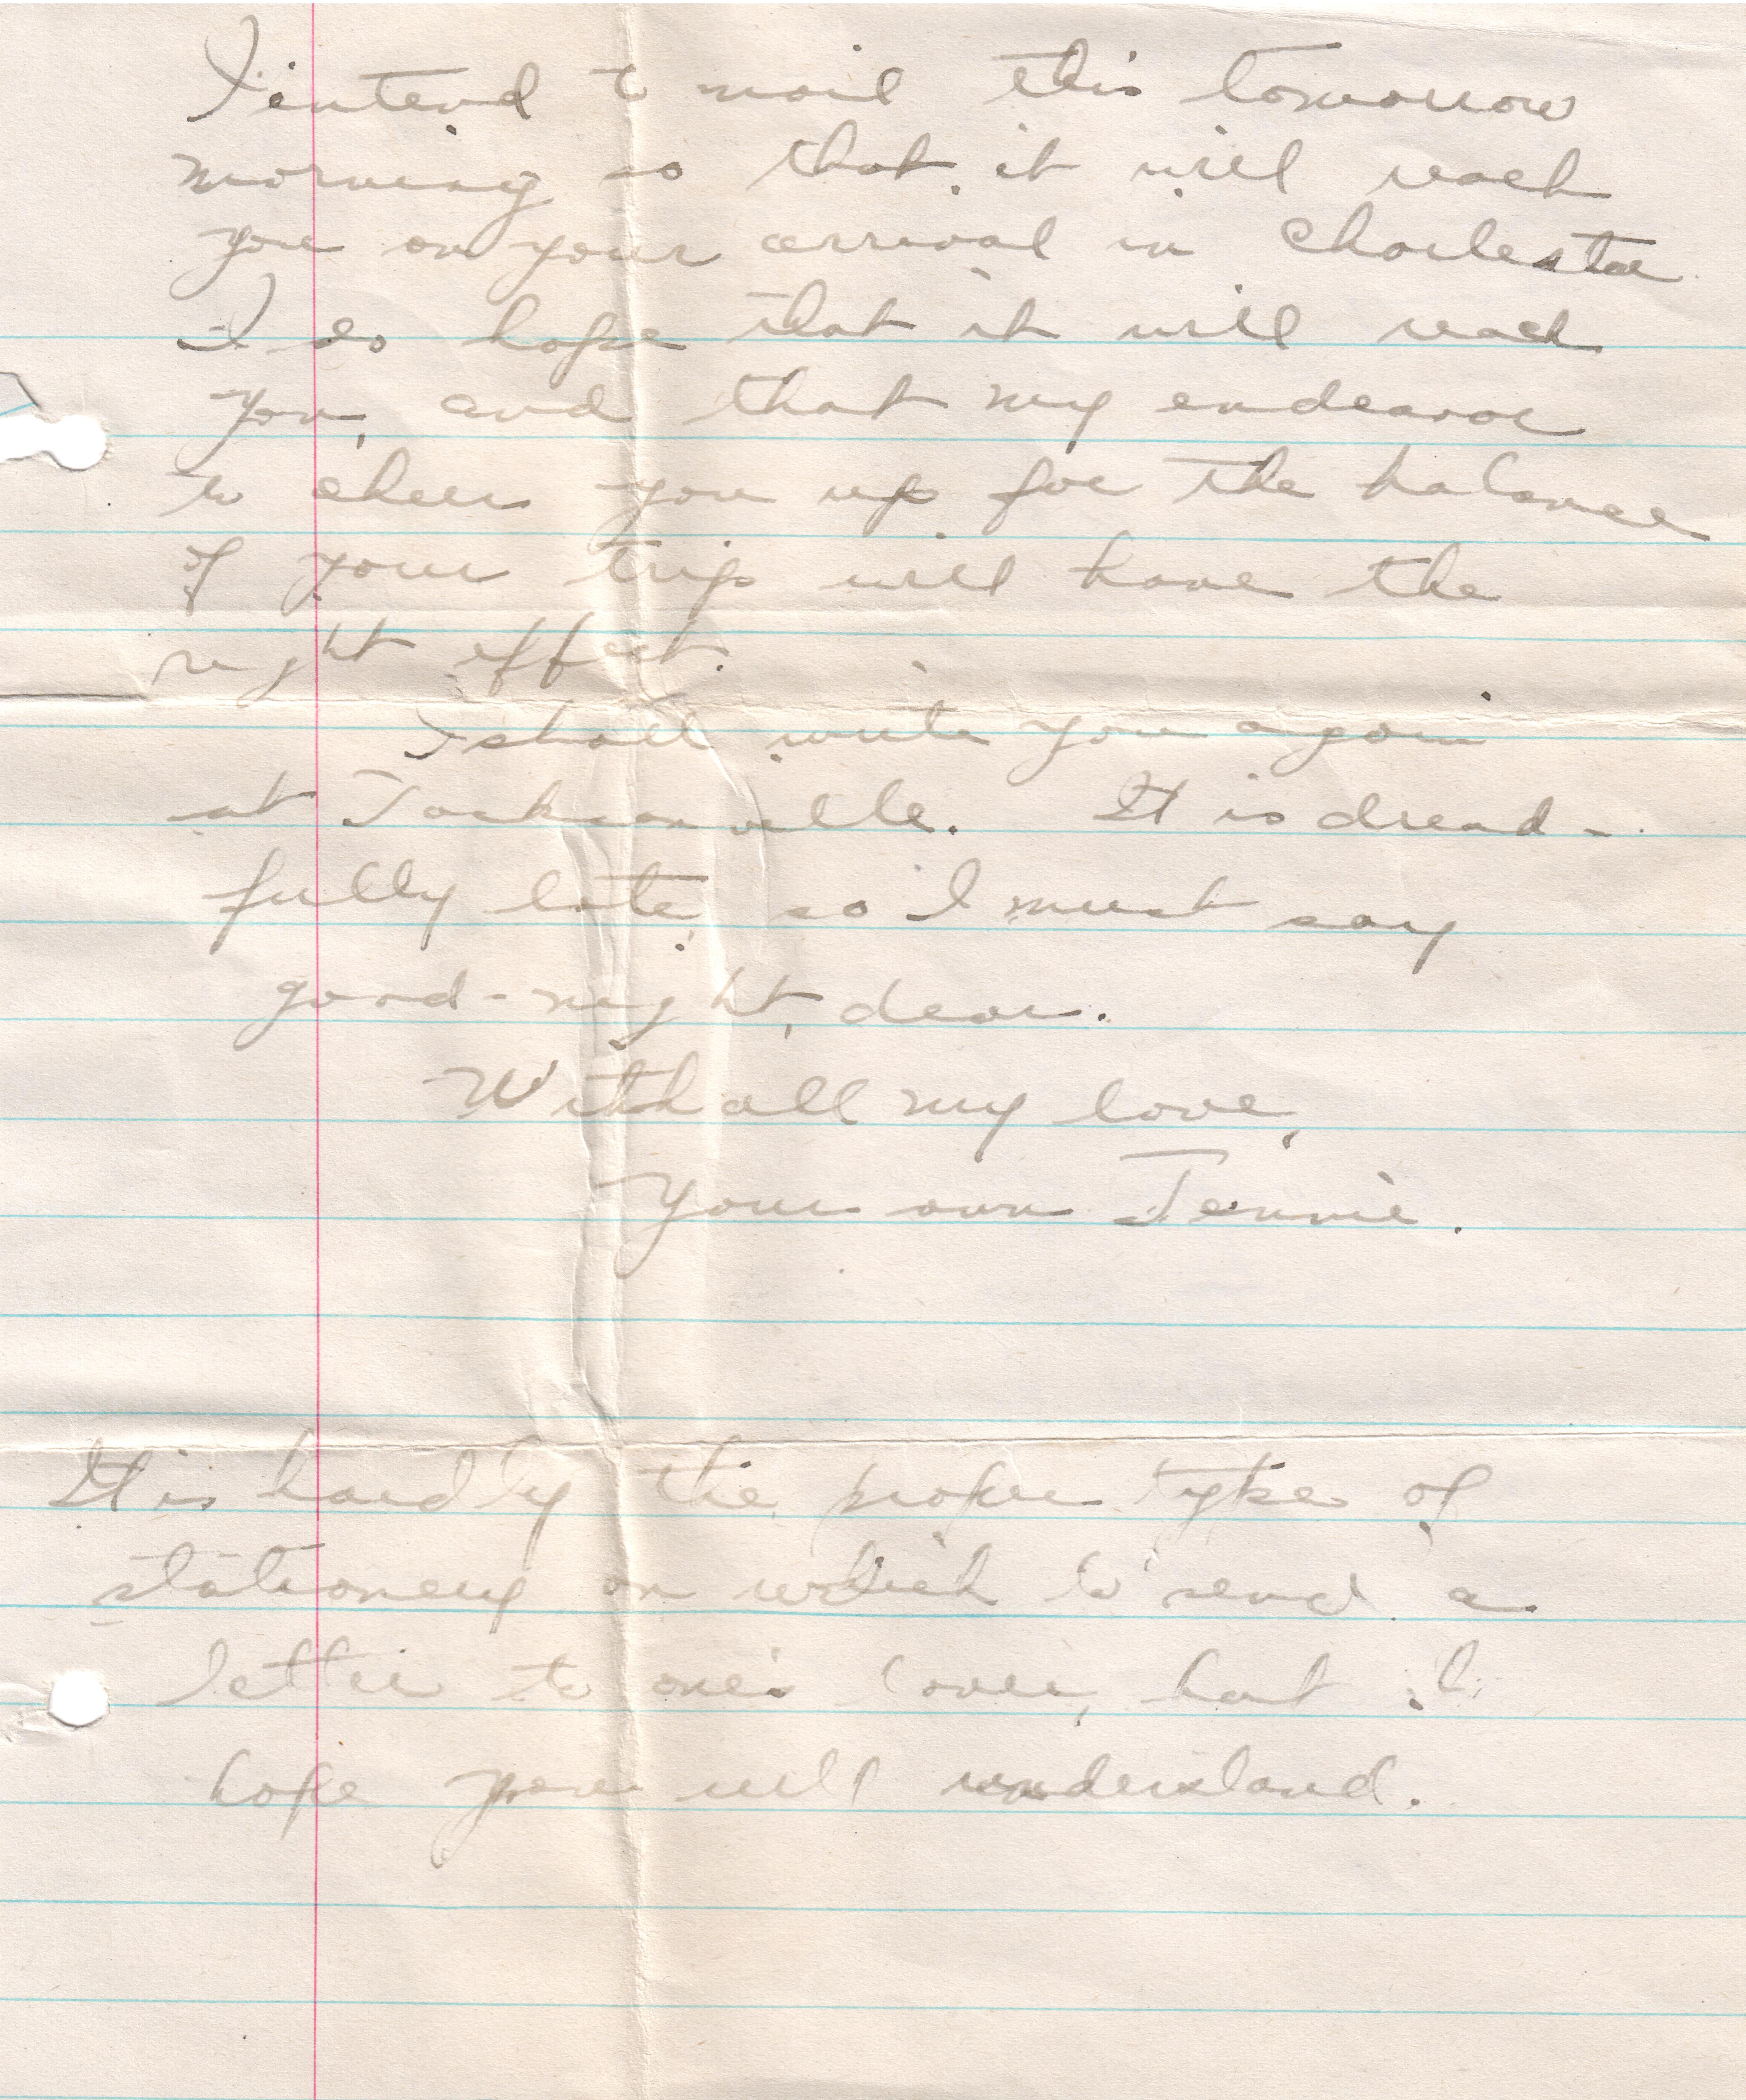 I intend to mail this tomorrow
morning so that it will reach
you on your arrival in Charleston
I do hope that it will reach
you, and that my endeavor
to cheer you up for the balance
of your trip will have the
right effect.
I shall write you again
at Jacksonville. It is dread-
fully late, so I must say
good-night, dear.
With all my love,
Your own Jennie.
It is hardly the proper type of
stationery on which to send a
letter to one's lover, but I
hope you will understand.